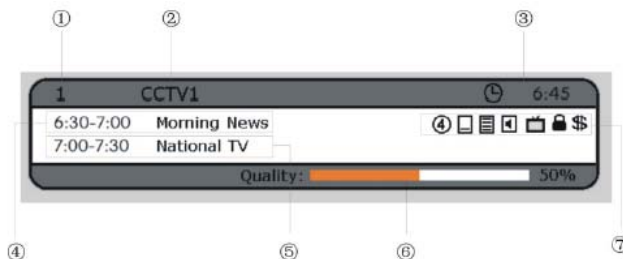 ① ② ③
1 CCTV1 6:45
6:30-7:00 Morning News ④ $
7:00-7:30 National TV
Quality: 50%
④ ⑤ ⑥ ⑦